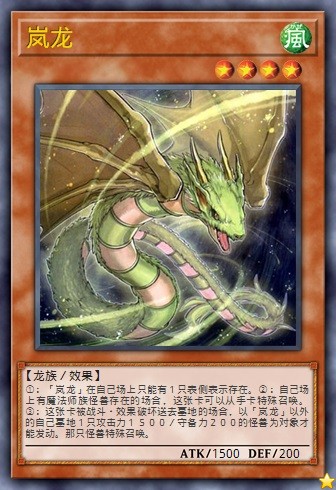 岚龙
風
【龙族／效果】
①：「岚龙」在自己场上只能有1只表侧表示存在。②：自己场
上有魔法师族怪兽存在的场合，这张卡可以从手卡特殊召唤。
③：这张卡被战斗·效果破坏送去墓地的场合，以「岚龙」以外
的自己墓地1只攻击力1500／守备力200的怪兽为对象才
能发动。那只怪兽特殊召唤。
ATK/1500 DEF/200